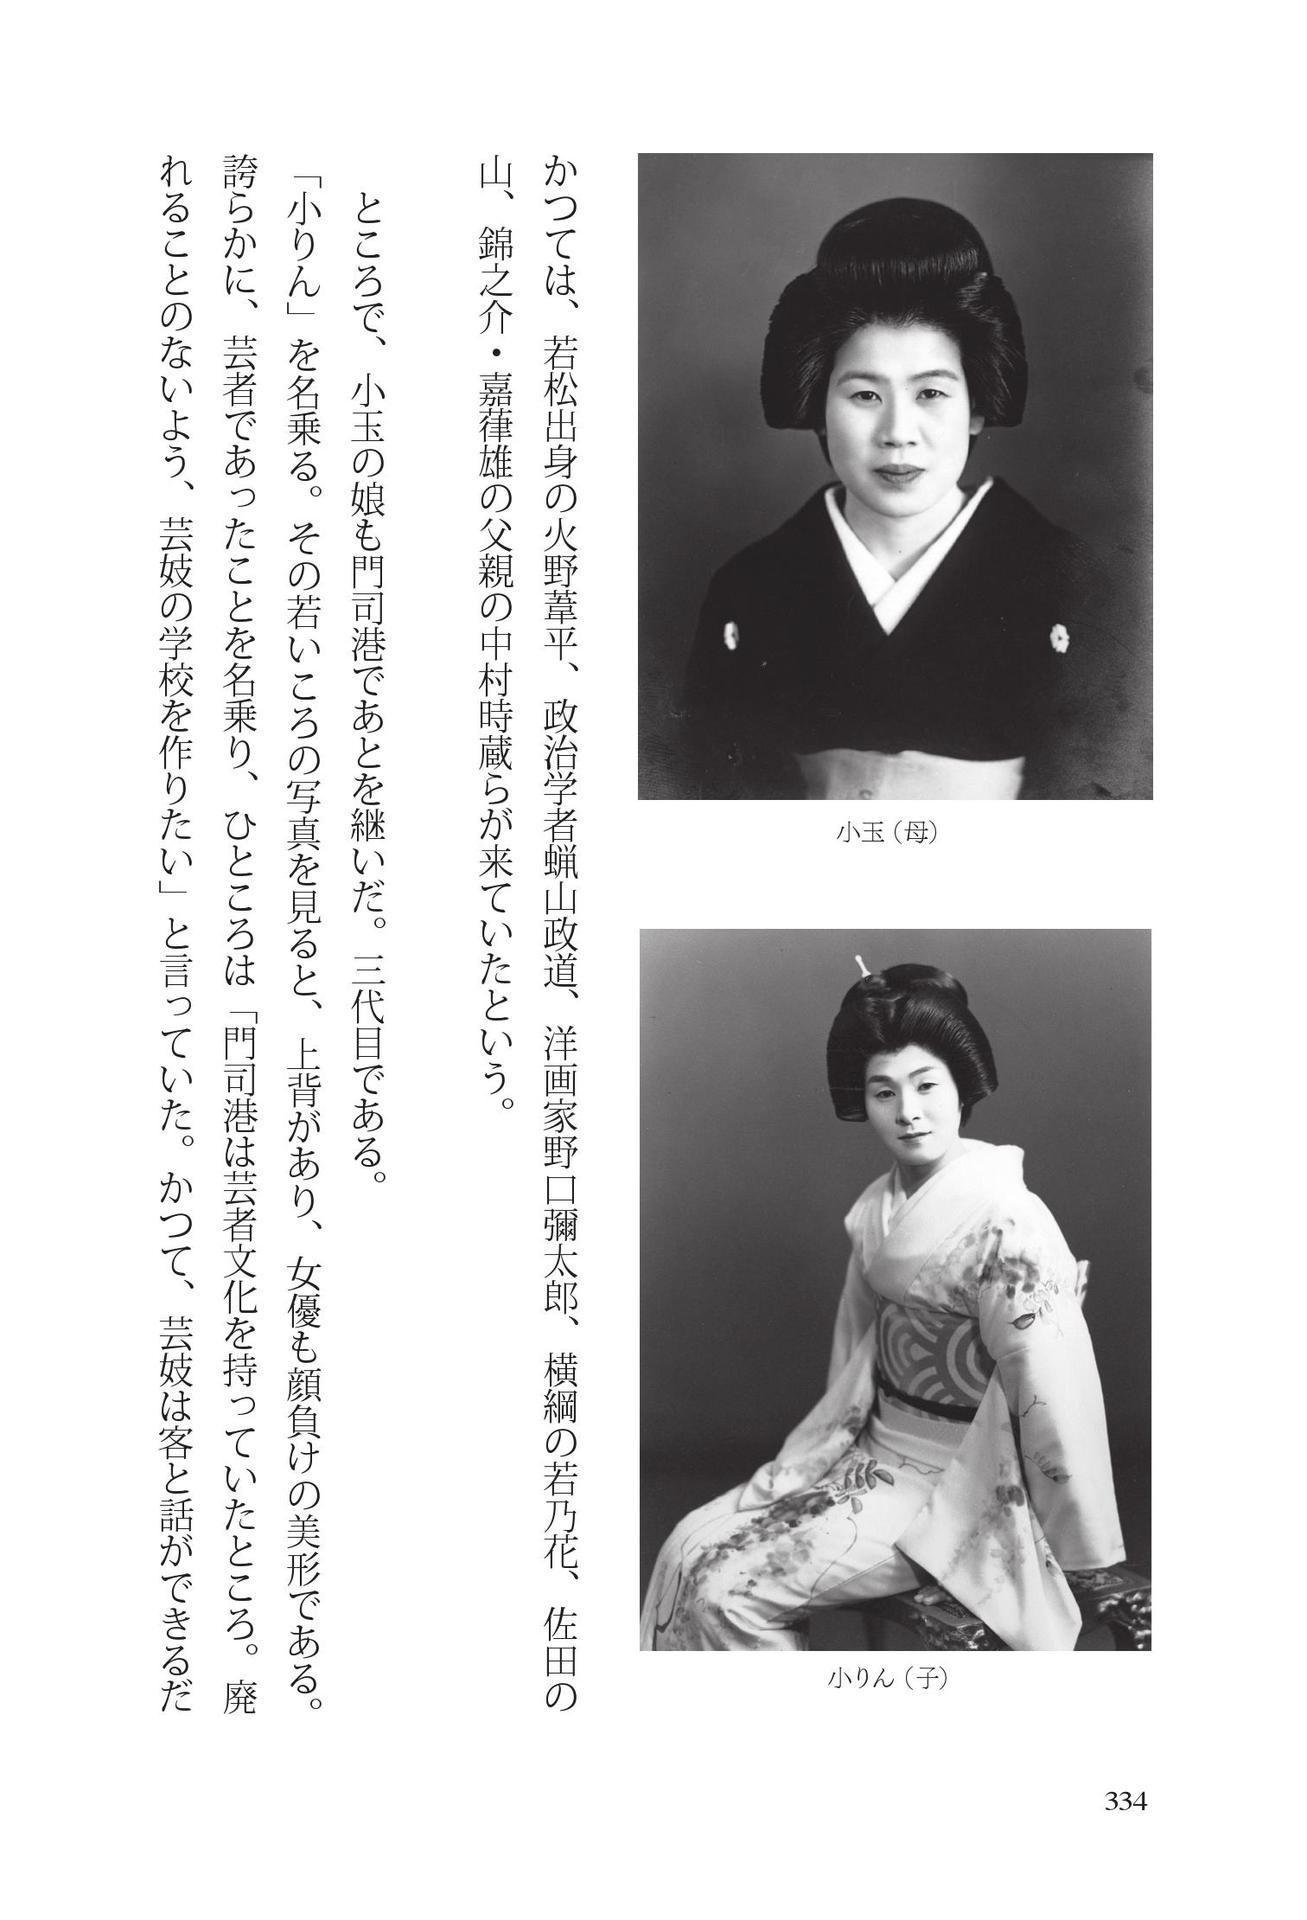 小玉（母）
小りん（子）
かつては、若松出身の火野葦平、政治学者蝋山政道、洋画家野口彌太郎、横綱の若乃花、佐田の
山、錦之介・嘉葎雄の父親の中村時蔵らが来ていたという。
ところで、小玉の娘も門司港であとを継いだ。三代目である。
「小りん」を名乗る。その若いころの写真を見ると、上背があり、女優も顔負けの美形である。
誇らかに、芸者であったことを名乗り、ひところは「門司港は芸者文化を持っていたところ。廃
れることのないよう、芸妓の学校を作りたい」と言っていた。かつて、芸妓は客と話ができるだ
334